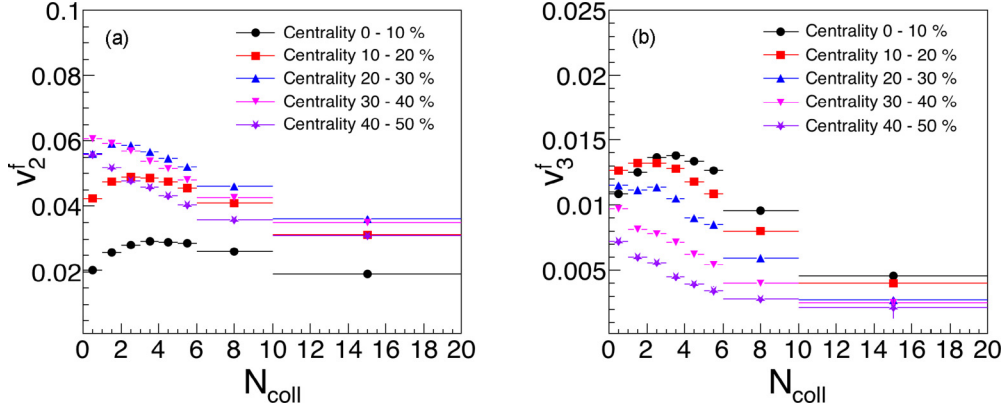 0.1
(a)
Centrality 0 - 10 %
Centrality 10 - 20 %
Centrality 20 - 30 %
Centrality 30 - 40 %
Centrality 40 - 50 %
0.08
0.06
0.04
0.02
v₂ᶠ
0 2 4 6 8 10 12 14 16 18 20
N_coll
0.025
(b)
Centrality 0 - 10 %
Centrality 10 - 20 %
Centrality 20 - 30 %
Centrality 30 - 40 %
Centrality 40 - 50 %
0.02
0.015
0.01
0.005
v₃ᶠ
0 2 4 6 8 10 12 14 16 18 20
N_coll